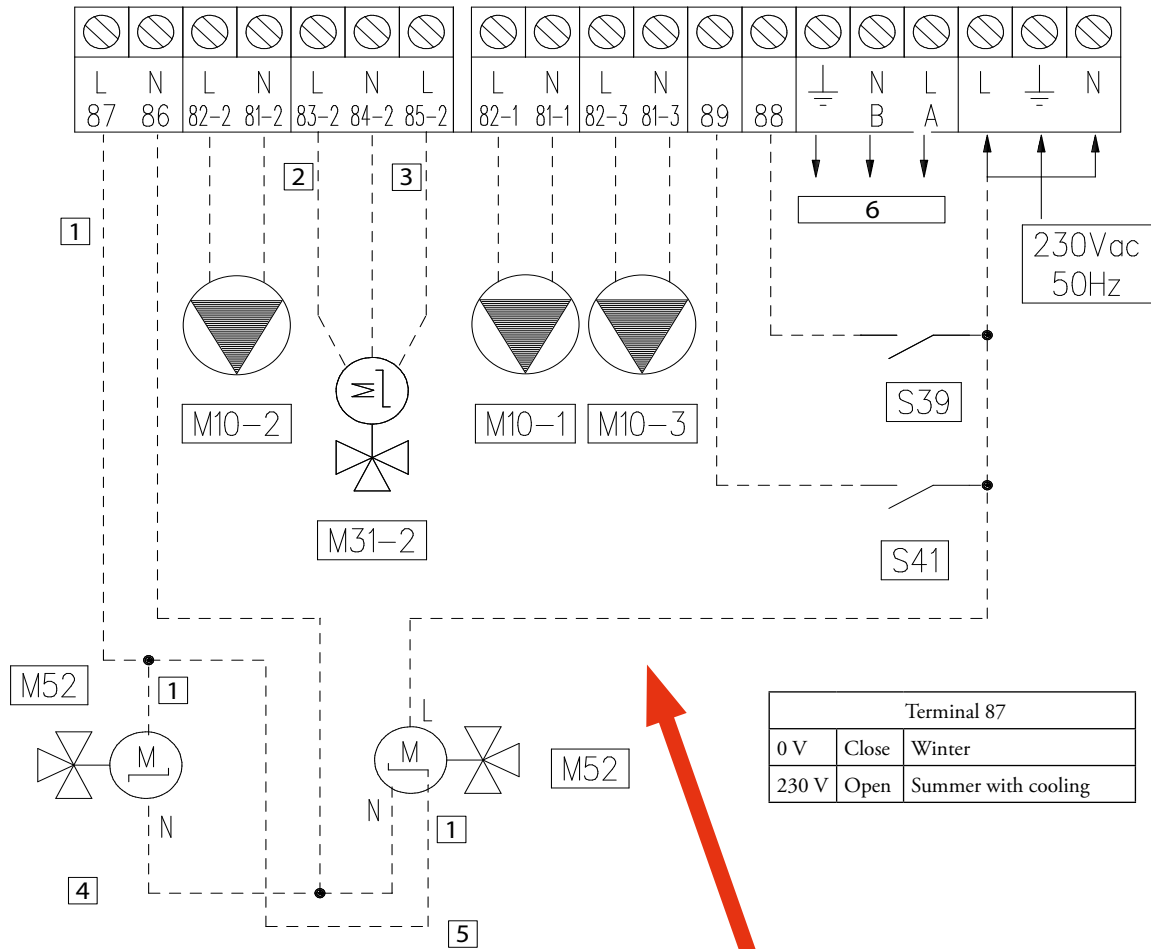 L N L N L N L L N L N N L L N
87 86 82-2 81-2 83-2 84-2 85-2 82-1 81-1 82-3 81-3 89 88 B A
2 3
1
6
230Vac
50Hz
S39
M10-2 M10-1 M10-3
M31-2
S41
M52
1
L
Terminal 87
0 V Close Winter
230 V Open Summer with cooling
M
M
M
M52
N
N
1
4
5